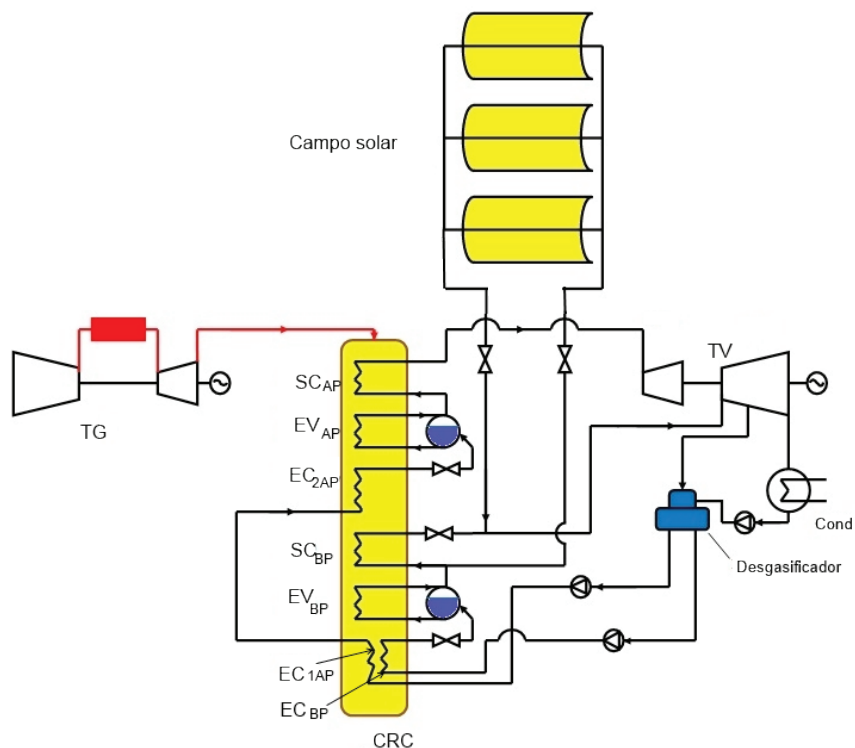 Campo solar
TV
SCAP
TG
EVAP
EC2AP'
Cond
SCBP
Desgasificador
EVBP
EC1AP
ECBP
CRC